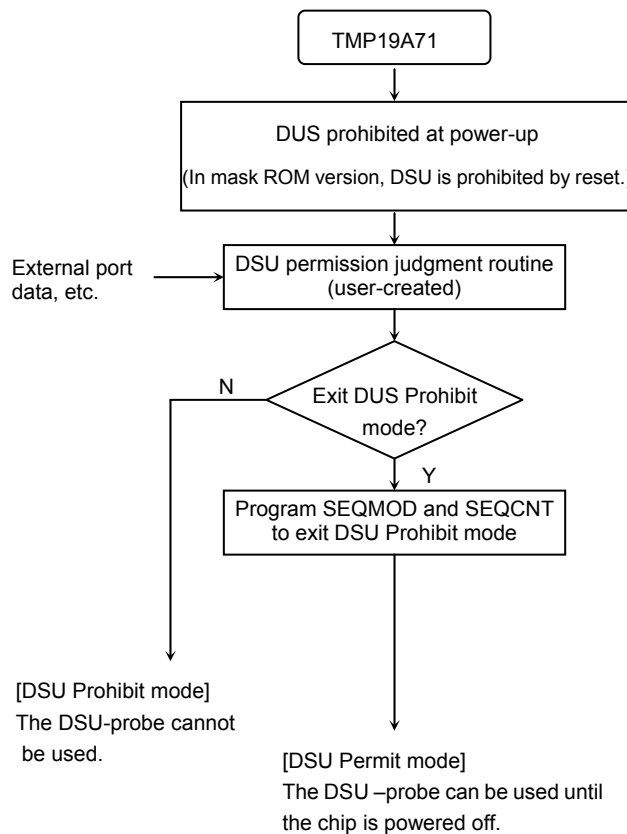 TMP19A71
DUS prohibited at power-up
(In mask ROM version, DSU is prohibited by reset.)
External port
data, etc.
DSU permission judgment routine
(user-created)
N
Exit DUS Prohibit
mode?
Y
Program SEQMOD and SEQCNT
to exit DSU Prohibit mode
[DSU Prohibit mode]
The DSU-probe cannot
be used.
[DSU Permit mode]
The DSU –probe can be used until
the chip is powered off.